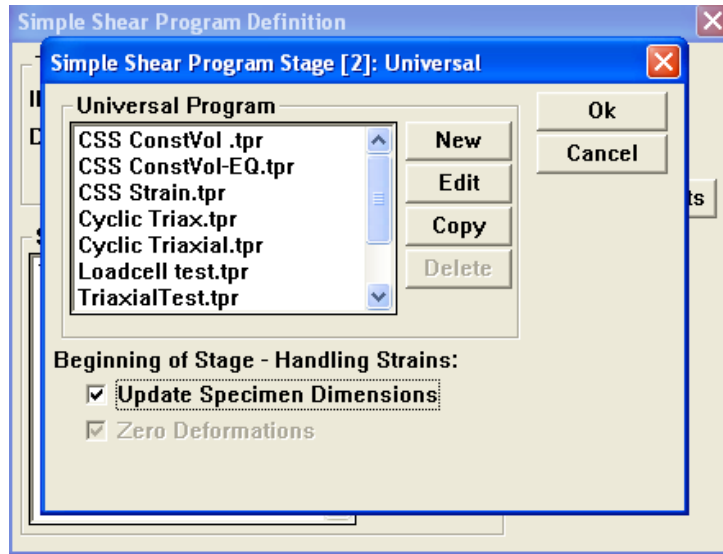 Simple Shear Program Definition
Simple Shear Program Stage [2]: Universal
Universal Program
CSS ConstVol .tpr
CSS ConstVol-EQ.tpr
CSS Strain.tpr
Cyclic Triax.tpr
Cyclic Triaxial.tpr
Loadcell test.tpr
TriaxialTest.tpr
New
Edit
Copy
Delete
Ok
Cancel
Beginning of Stage - Handling Strains:
Update Specimen Dimensions
Zero Deformations